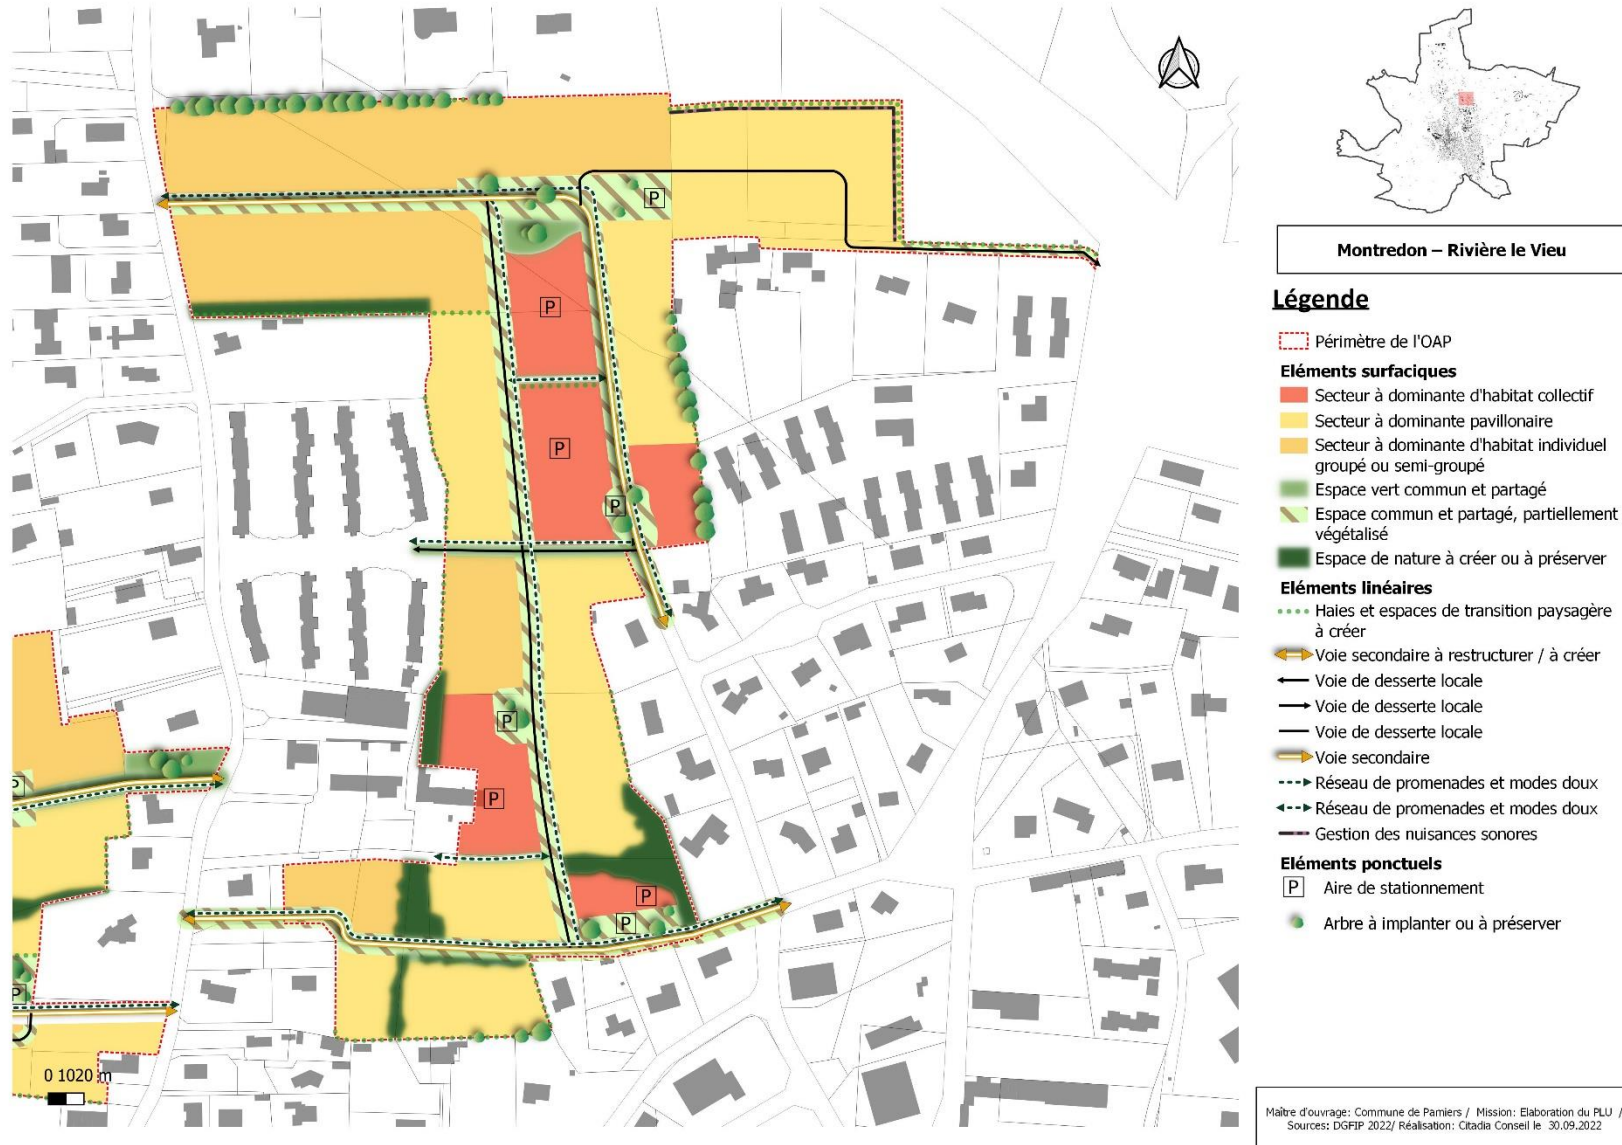 P
P
P
P
P
P
P
P
P
P
0 1020 m
Montredon – Rivière le Vieu
Légende
Périmètre de l'OAP
Eléments surfaciques
Secteur à dominante d'habitat collectif
Secteur à dominante pavillonaire
Secteur à dominante d'habitat individuel
groupé ou semi-groupé
Espace vert commun et partagé
Espace commun et partagé, partiellement
végétalisé
Espace de nature à créer ou à préserver
Eléments linéaires
Haies et espaces de transition paysagère
à créer
Voie secondaire à restructurer / à créer
Voie de desserte locale
Voie de desserte locale
Voie de desserte locale
Voie secondaire
Réseau de promenades et modes doux
Réseau de promenades et modes doux
Gestion des nuisances sonores
Eléments ponctuels
P Aire de stationnement
Arbre à implanter ou à préserver
Maître d'ouvrage: Commune de Pamiers / Mission: Elaboration du PLU /
Sources: DGFIP 2022/ Réalisation: Citadia Conseil le 30.09.2022